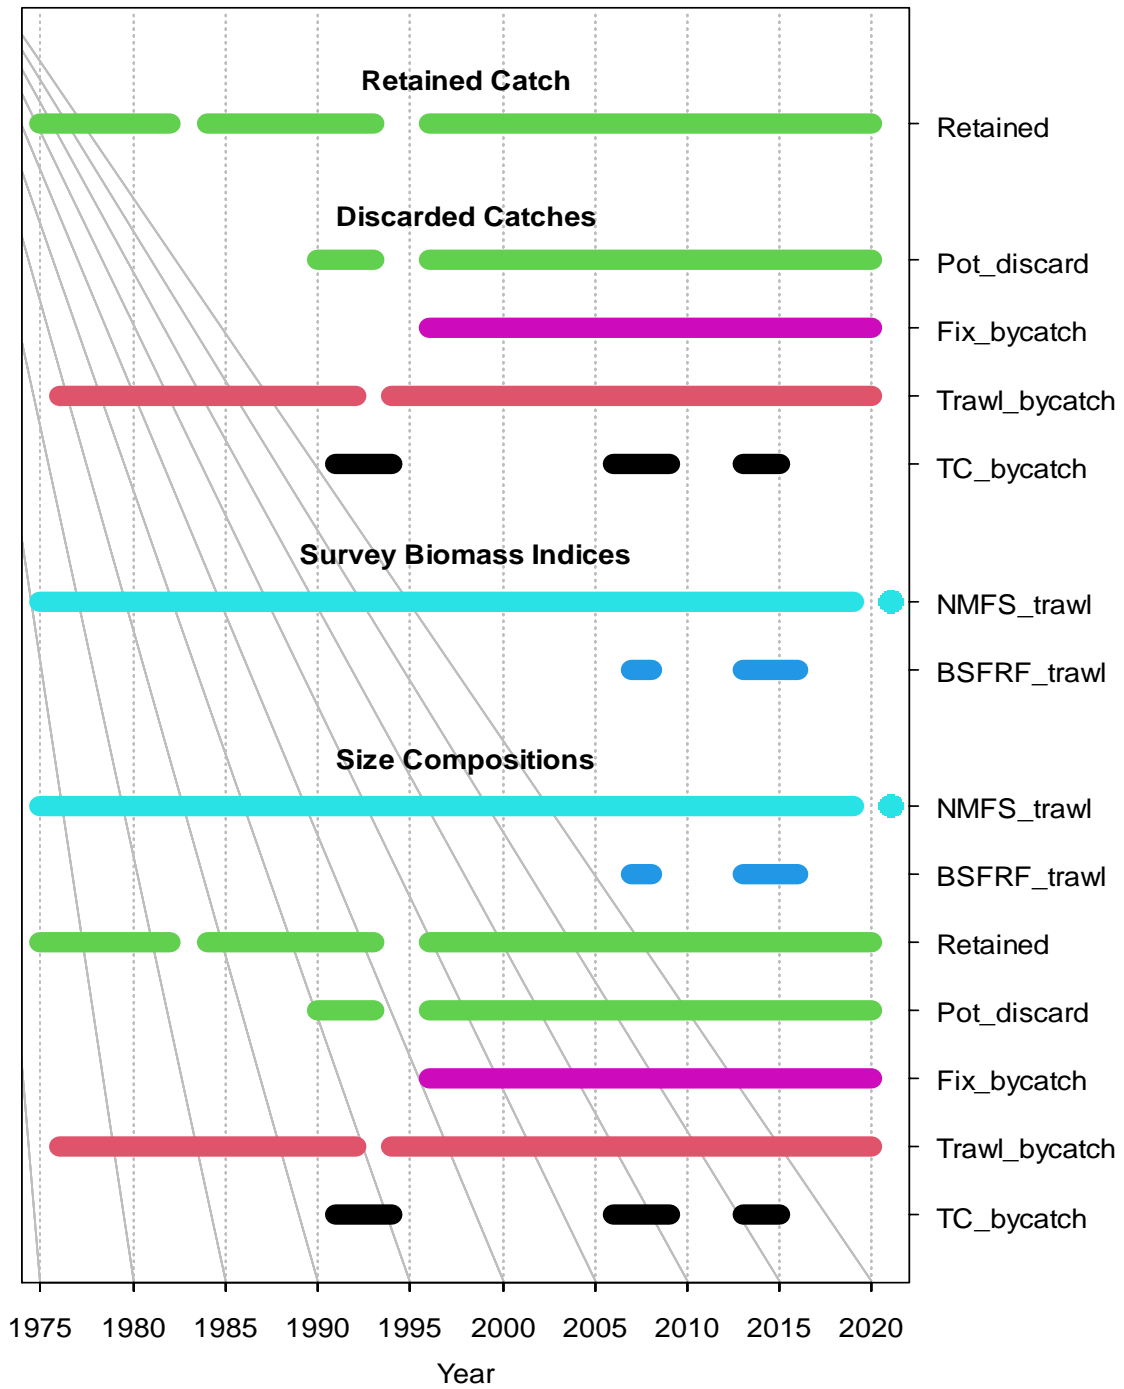 Retained Catch
Retained
Discarded Catches
Pot_discard
Fix_bycatch
Trawl_bycatch
TC_bycatch
Survey Biomass Indices
NMFS_trawl
BSFRF_trawl
Size Compositions
NMFS_trawl
BSFRF_trawl
Retained
Pot_discard
Fix_bycatch
Trawl_bycatch
TC_bycatch
1975 1980 1985 1990 1995 2000 2005 2010 2015 2020
Year